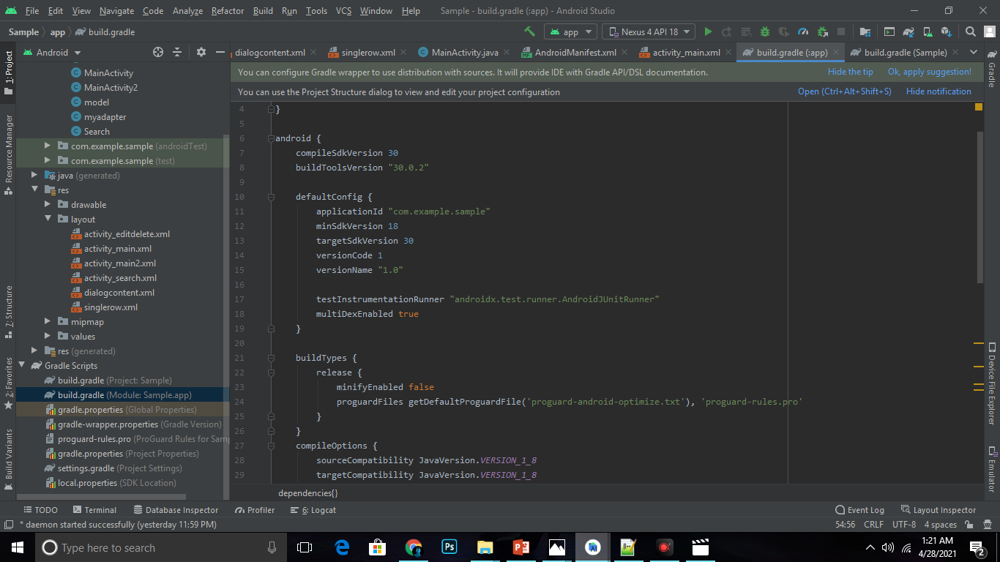 File Edit View Navigate Code Analyze Refactor Build Run Tools VCS Window Help Sample - build.gradle (:app) - Android Studio
Sample app build.gradle app Nexus 4 API 18
Android
dialogcontent.xml singlerow.xml MainActivity.java AndroidManifest.xml activity_main.xml build.gradle (:app) build.gradle (Sample)
You can configure Gradle wrapper to use distribution with sources. It will provide IDE with Gradle API/DSL documentation. Hide the tip Ok, apply suggestion!
You can use the Project Structure dialog to view and edit your project configuration Open (Ctrl+Alt+Shift+S) Hide notification
1: Project
Resource Manager
7: Structure
2: Favorites
Build Variants
MainActivity
MainActivity2
model
myadapter
Search
com.example.sample (androidTest)
com.example.sample (test)
java (generated)
res
drawable
layout
activity_editdelete.xml
activity_main.xml
activity_main2.xml
activity_search.xml
dialogcontent.xml
singlerow.xml
mipmap
values
res (generated)
Gradle Scripts
build.gradle (Project: Sample)
build.gradle (Module: Sample.app)
gradle.properties (Global Properties)
gradle-wrapper.properties (Gradle Version)
proguard-rules.pro (ProGuard Rules for Sam
gradle.properties (Project Properties)
settings.gradle (Project Settings)
local.properties (SDK Location)
4 }
5
6 android {
7 compileSdkVersion 30
8 buildToolsVersion "30.0.2"
9
10 defaultConfig {
11 applicationId "com.example.sample"
12 minSdkVersion 18
13 targetSdkVersion 30
14 versionCode 1
15 versionName "1.0"
16
17 testInstrumentationRunner "androidx.test.runner.AndroidJUnitRunner"
18 multiDexEnabled true
19 }
20
21 buildTypes {
22 release {
23 minifyEnabled false
24 proguardFiles getDefaultProguardFile('proguard-android-optimize.txt'), 'proguard-rules.pro'
25 }
26 }
27 compileOptions {
28 sourceCompatibility JavaVersion.VERSION_1_8
29 targetCompatibility JavaVersion.VERSION_1_8
dependencies{}
Gradle
Device File Explorer
Emulator
TODO Terminal Database Inspector Profiler 6: Logcat Event Log Layout Inspector
* daemon started successfully (yesterday 11:59 PM) 54:56 CRLF UTF-8 4 spaces
Type here to search
Ps
1:21 AM
4/28/2021
2